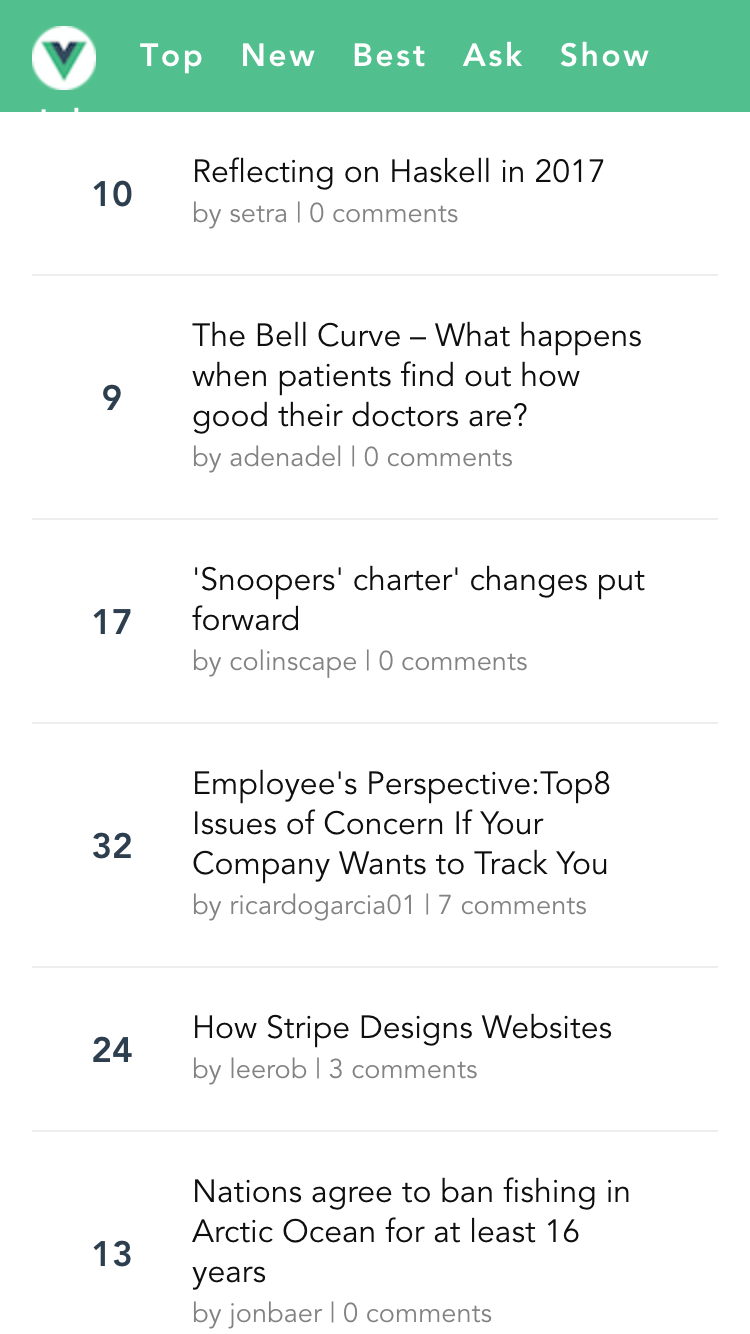 Top New Best Ask Show
10
Reflecting on Haskell in 2017
by setra | 0 comments
9
The Bell Curve – What happens
when patients find out how
good their doctors are?
by adenadel | 0 comments
17
'Snoopers' charter' changes put
forward
by colinscape | 0 comments
32
Employee's Perspective:Top8
Issues of Concern If Your
Company Wants to Track You
by ricardogarcia01 | 7 comments
24
How Stripe Designs Websites
by leerob | 3 comments
13
Nations agree to ban fishing in
Arctic Ocean for at least 16
years
by jonbaer | 0 comments